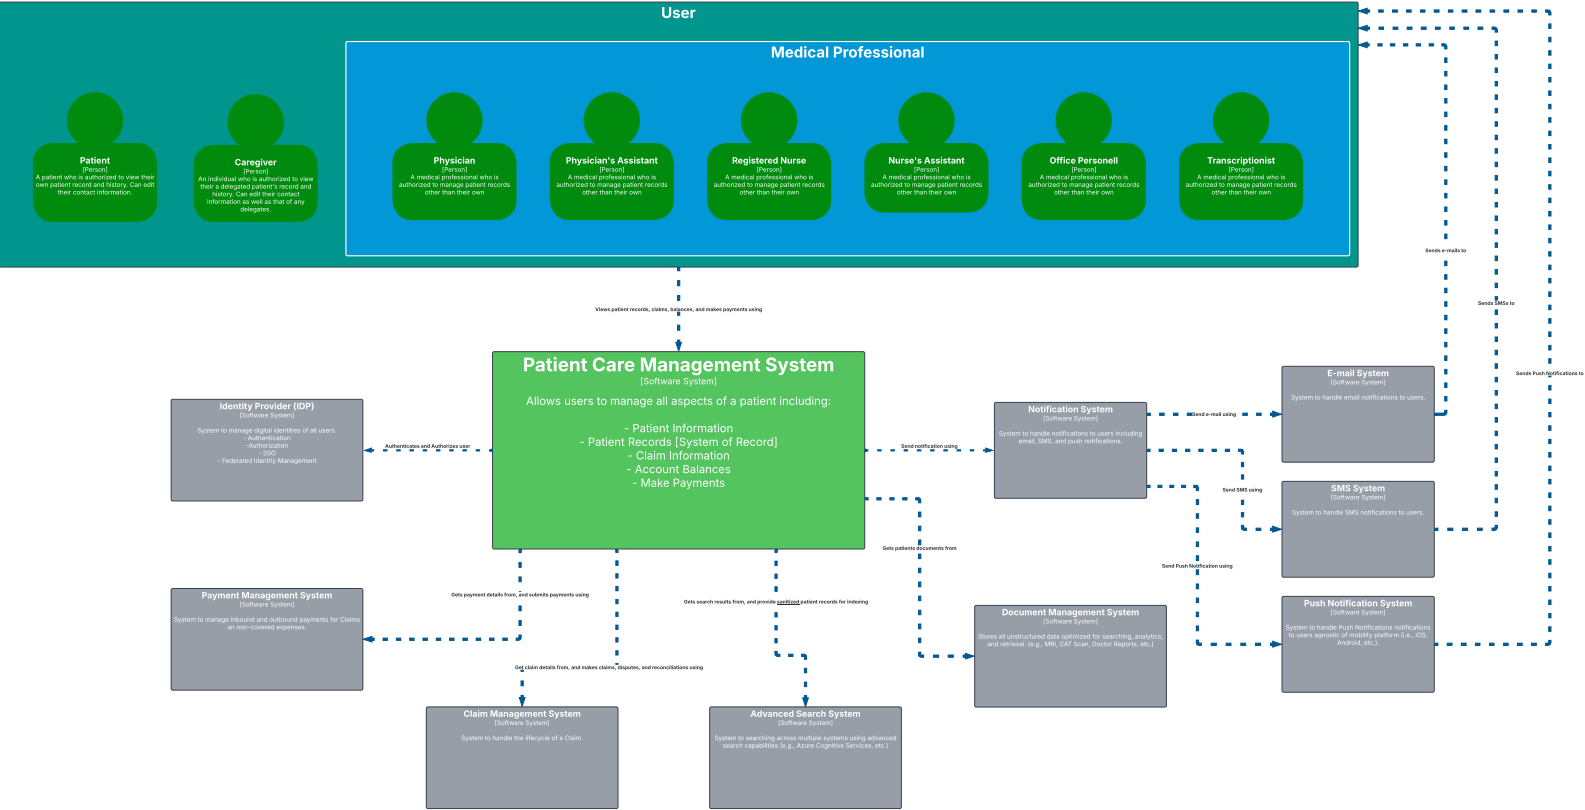 User
Medical Professional
Patient
[Person]
A patient who is authorized to view their
own patient record and history. Can edit
their contact information.
Caregiver
[Person]
An individual who is authorized to view
their a delegated patient's record and
history. Can edit their contact
information as well as that of any
delegates.
Physician
[Person]
A medical professional who is
authorized to manage patient records
other than their own
Physician's Assistant
[Person]
A medical professional who is
authorized to manage patient records
other than their own
Registered Nurse
[Person]
A medical professional who is
authorized to manage patient records
other than their own
Nurse's Assistant
[Person]
A medical professional who is
authorized to manage patient records
other than their own
Office Personell
[Person]
A medical professional who is
authorized to manage patient records
other than their own
Transcriptionist
[Person]
A medical professional who is
authorized to manage patient records
other than their own
Sends e-mails to
Sends SMSe to
Sends Push Notifications to
Views patient records, claims, balances, and makes payments using
Patient Care Management System
[Software System]
Allows users to manage all aspects of a patient including:
- Patient Information
- Patient Records [System of Record]
- Claim Information
- Account Balances
- Make Payments
Identity Provider (IDP)
[Software System]
System to manage digital identities of all users.
- Authentication
-Authorization
- SSO
- Federated Identity Management
Authenticates and Authorizes user
Send notification using
Notification System
[Software System]
System to handle notifications to users including
email, SMS, and push notifications.
Send e-mail using
Send SMS using
Send Push Notification using
E-mail System
[Software System]
System to handle email notifications to users.
SMS System
[Software System]
System to handle SMS notifications to users.
Push Notification System
[Software System]
System to handle Push Notifications notifications
to users agnostic of mobility platform (i.e., iOS,
Android, etc.).
Gets patients documents from
Document Management System
[Software System]
Stores all unstructured data optimized for searching, analytics,
and retrieval. (e.g., MRI, CAT Scan, Doctor Reports, etc.)
Gets payment details from, and submits payments using
Payment Management System
[Software System]
System to manage inbound and outbound payments for Claims
an non-covered expenses.
Gets search results from, and provide sanitized patient records for indexing
Get claim details from, and makes claims, disputes, and reconciliations using
Claim Management System
[Software System]
System to handle the lifecycle of a Claim.
Advanced Search System
[Software System]
System to searching across multiple systems using advanced
search capabilities (e.g., Azure Cognitive Services, etc.)